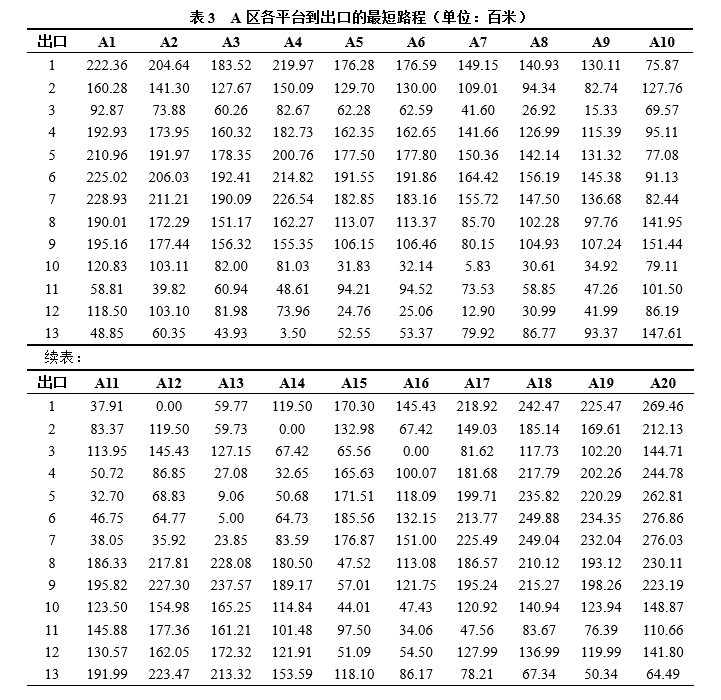 表 3 A 区各平台到出口的最短路程（单位：百米）
出口 A1 A2 A3 A4 A5 A6 A7 A8 A9 A10
1 222.36 204.64 183.52 219.97 176.28 176.59 149.15 140.93 130.11 75.87
2 160.28 141.30 127.67 150.09 129.70 130.00 109.01 94.34 82.74 127.76
3 92.87 73.88 60.26 82.67 62.28 62.59 41.60 26.92 15.33 69.57
4 192.93 173.95 160.32 182.73 162.35 162.65 141.66 126.99 115.39 95.11
5 210.96 191.97 178.35 200.76 177.50 177.80 150.36 142.14 131.32 77.08
6 225.02 206.03 192.41 214.82 191.55 191.86 164.42 156.19 145.38 91.13
7 228.93 211.21 190.09 226.54 182.85 183.16 155.72 147.50 136.68 82.44
8 190.01 172.29 151.17 162.27 113.07 113.37 85.70 102.28 97.76 141.95
9 195.16 177.44 156.32 155.35 106.15 106.46 80.15 104.93 107.24 151.44
10 120.83 103.11 82.00 81.03 31.83 32.14 5.83 30.61 34.92 79.11
11 58.81 39.82 60.94 48.61 94.21 94.52 73.53 58.85 47.26 101.50
12 118.50 103.10 81.98 73.96 24.76 25.06 12.90 30.99 41.99 86.19
13 48.85 60.35 43.93 3.50 52.55 53.37 79.92 86.77 93.37 147.61
续表：
出口 A11 A12 A13 A14 A15 A16 A17 A18 A19 A20
1 37.91 0.00 59.77 119.50 170.30 145.43 218.92 242.47 225.47 269.46
2 83.37 119.50 59.73 0.00 132.98 67.42 149.03 185.14 169.61 212.13
3 113.95 145.43 127.15 67.42 65.56 0.00 81.62 117.73 102.20 144.71
4 50.72 86.85 27.08 32.65 165.63 100.07 181.68 217.79 202.26 244.78
5 32.70 68.83 9.06 50.68 171.51 118.09 199.71 235.82 220.29 262.81
6 46.75 64.77 5.00 64.73 185.56 132.15 213.77 249.88 234.35 276.86
7 38.05 35.92 23.85 83.59 176.87 151.00 225.49 249.04 232.04 276.03
8 186.33 217.81 228.08 180.50 47.52 113.08 186.57 210.12 193.12 230.11
9 195.82 227.30 237.57 189.17 57.01 121.75 195.24 215.27 198.26 223.19
10 123.50 154.98 165.25 114.84 44.01 47.43 120.92 140.94 123.94 148.87
11 145.88 177.36 161.21 101.48 97.50 34.06 47.56 83.67 76.39 110.66
12 130.57 162.05 172.32 121.91 51.09 54.50 127.99 136.99 119.99 141.80
13 191.99 223.47 213.32 153.59 118.10 86.17 78.21 67.34 50.34 64.49